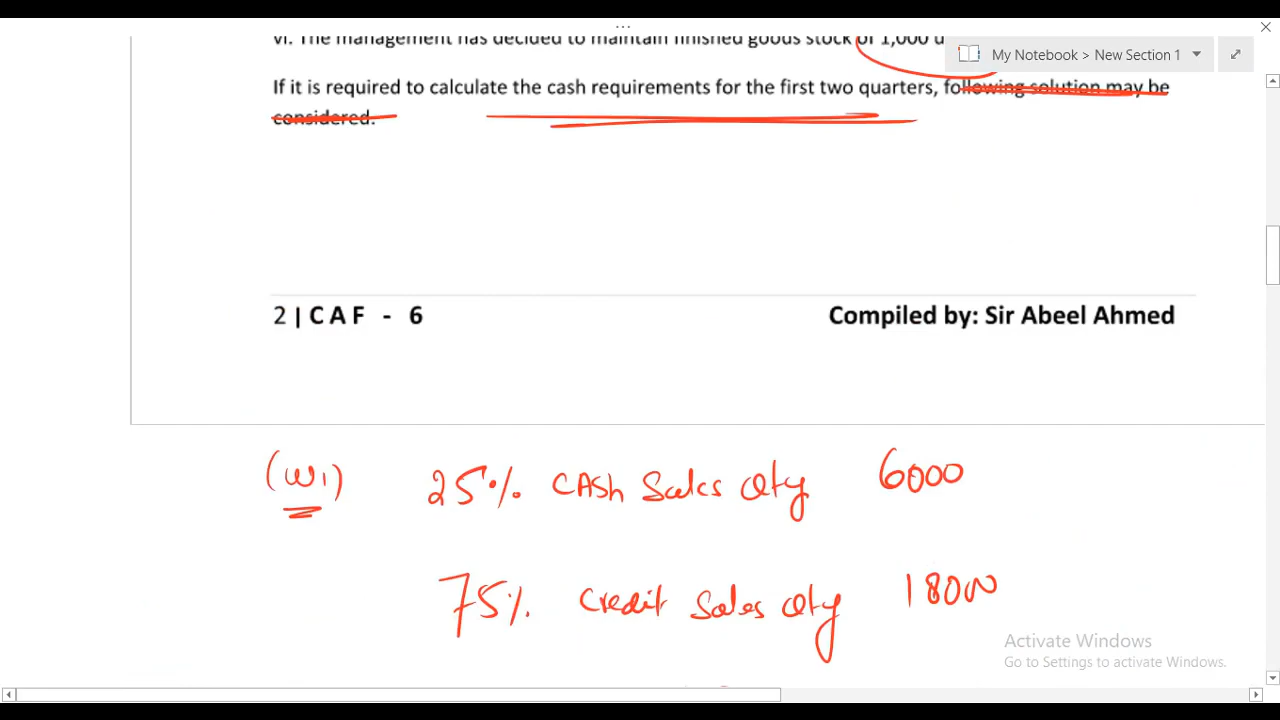 vi. The management has decided to maintain finished goods stock of 1,000 u
My Notebook > New Section 1
If it is required to calculate the cash requirements for the first two quarters, following solution may be
considered.
2 | C A F - 6
Compiled by: Sir Abeel Ahmed
(W1) 25% CASH Sales Qty 6000
75% Credit Sales Qty 18000
Activate Windows
Go to Settings to activate Windows.